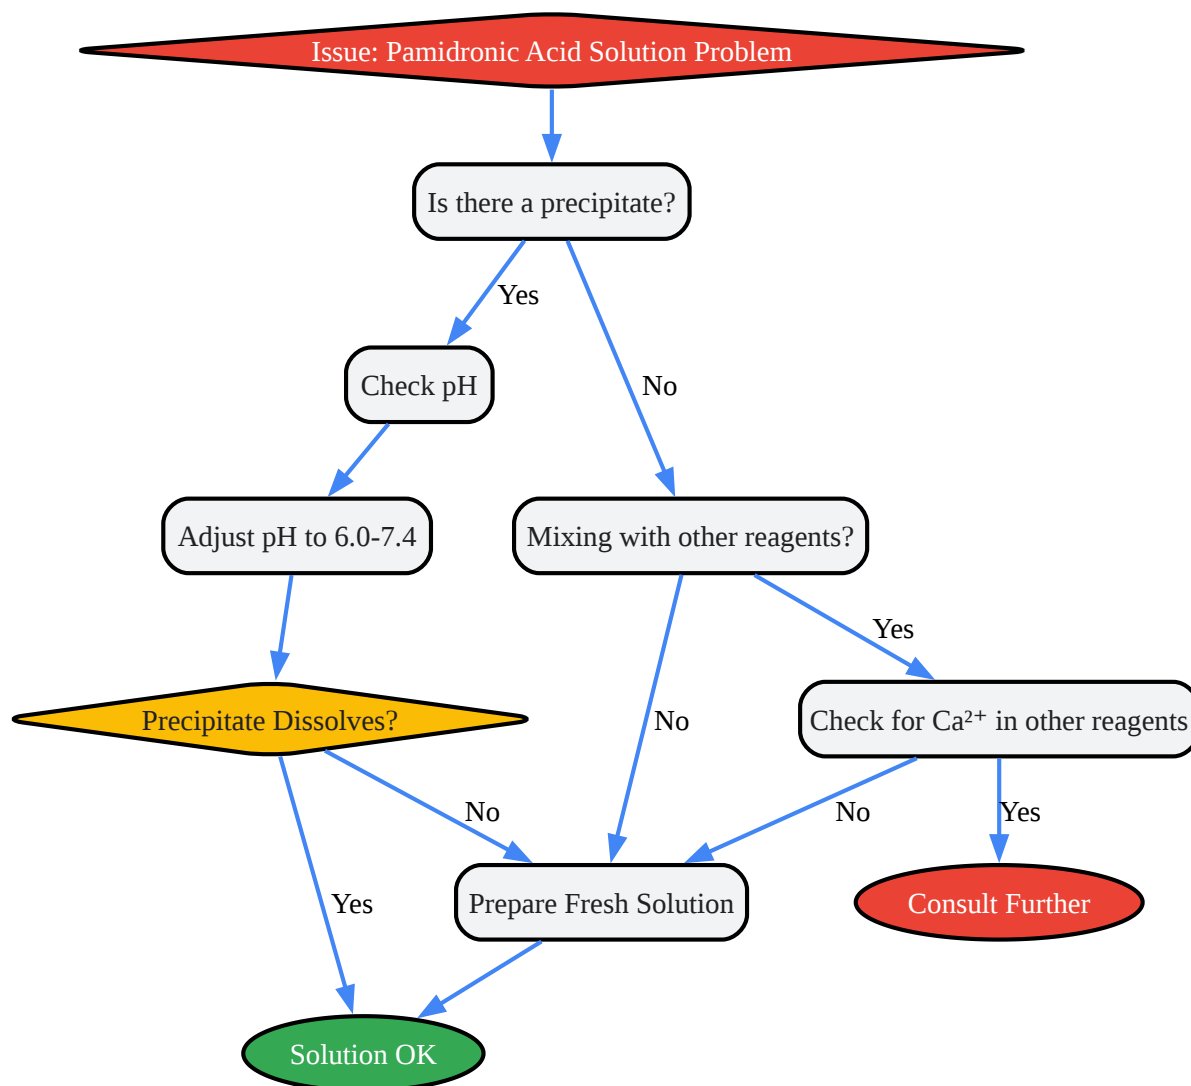 Issue: Pamidronic Acid Solution Problem
Is there a precipitate?
Yes
Check pH
No
Adjust pH to 6.0-7.4
Mixing with other reagents?
Yes
Precipitate Dissolves?
No
Check for Ca²⁺ in other reagents
No
No
Yes
Yes
Prepare Fresh Solution
Consult Further
Solution OK